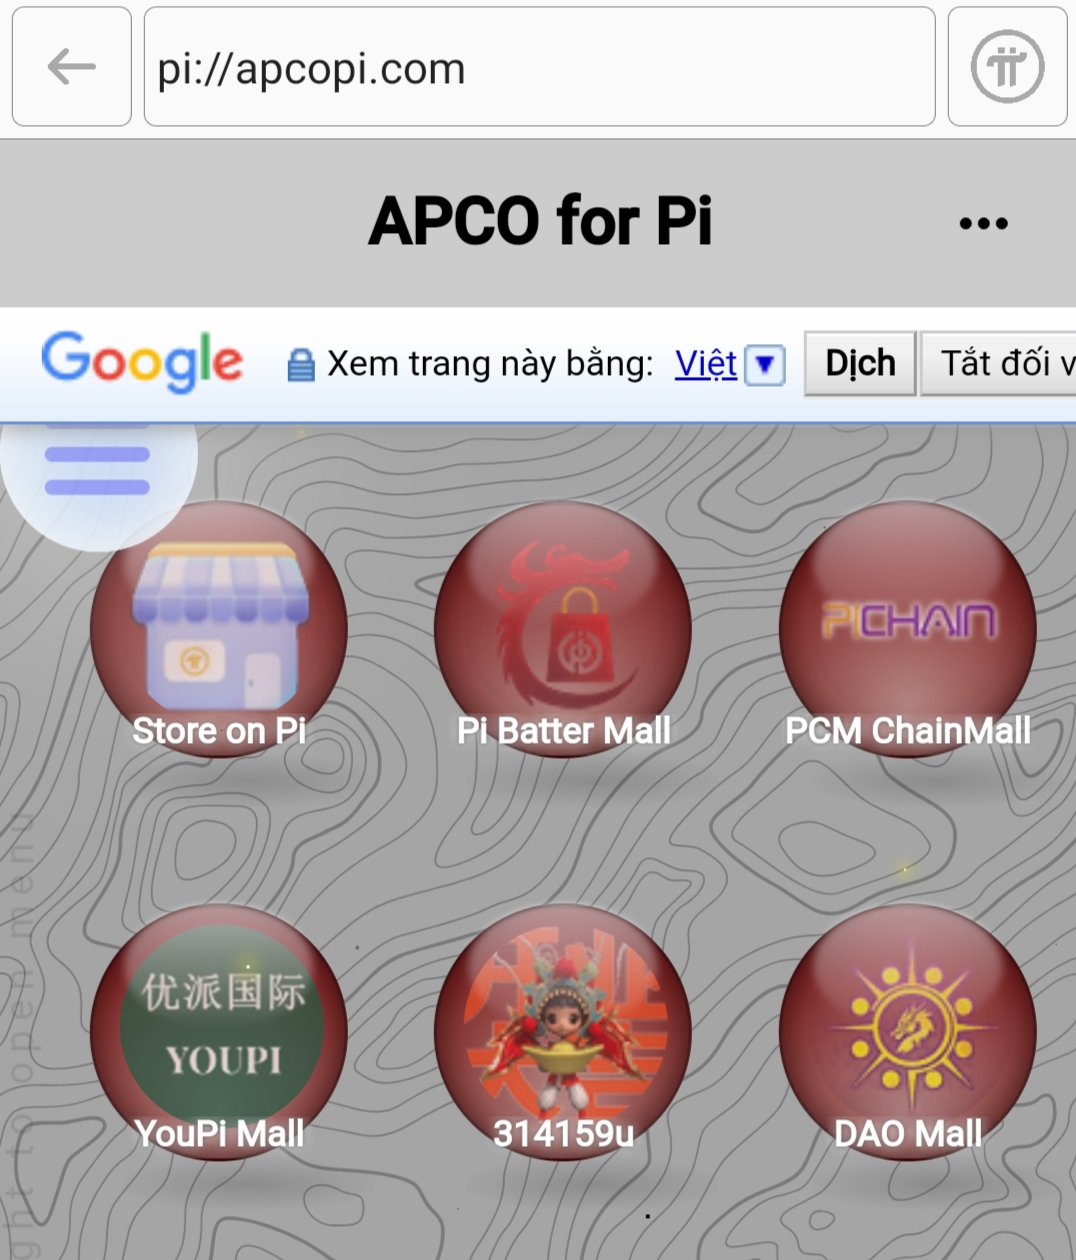 pi://apcopi.com
APCO for Pi
Google Xem trang này bằng: Việt Dịch Tắt đối v
Store on Pi
Pi Batter Mall
PICHAIN
PCM ChainMall
优派国际
YOUPI
YouPi Mall
314159u
DAO Mall
ght to open menu